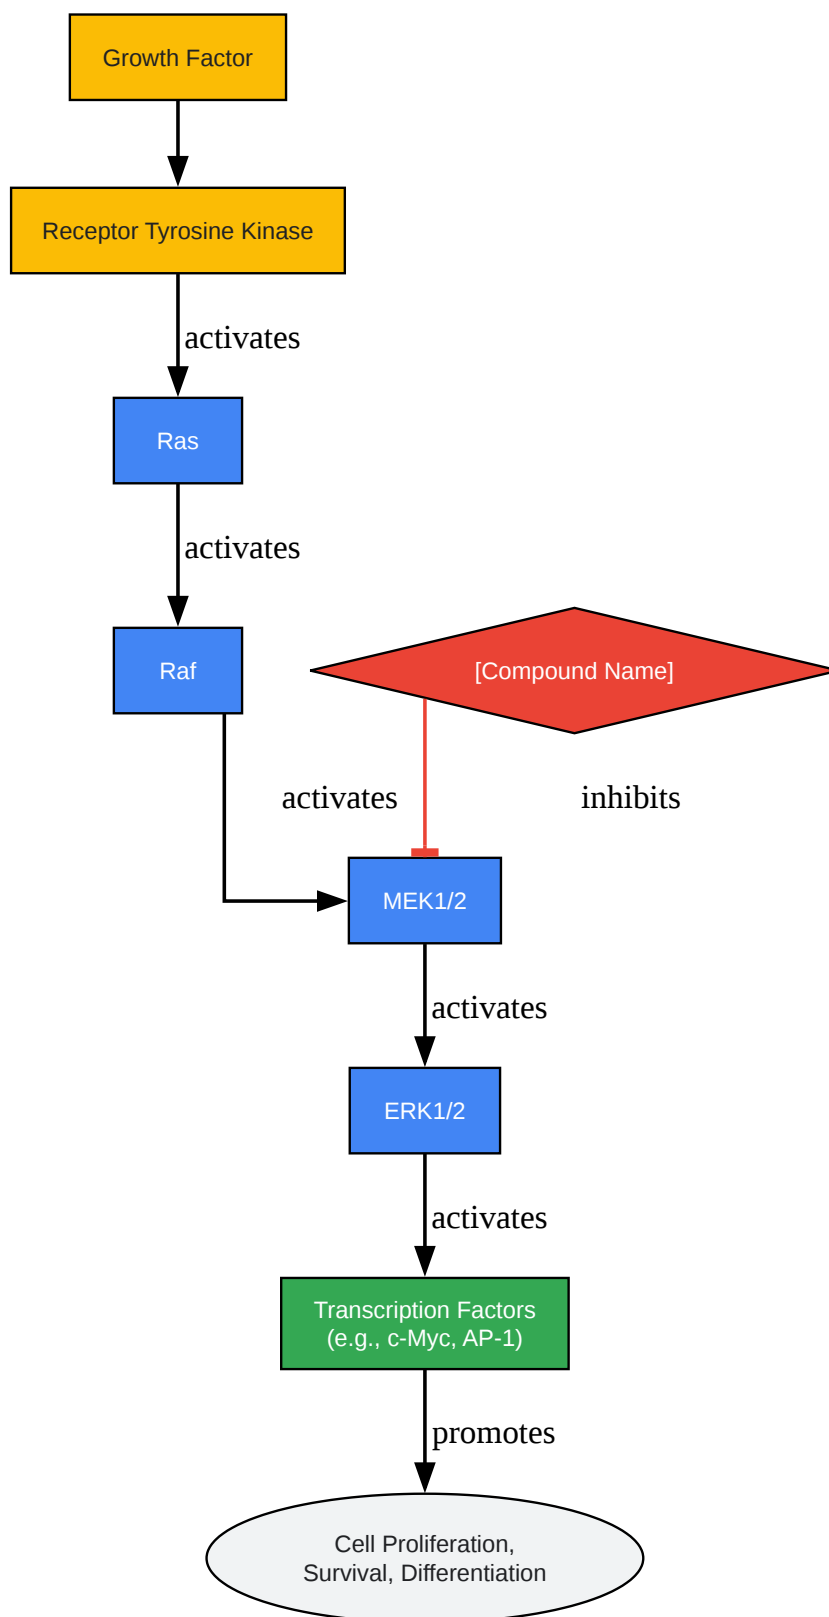 Growth Factor
Receptor Tyrosine Kinase
activates
Ras
activates
Raf
[Compound Name]
activates
inhibits
MEK1/2
activates
ERK1/2
activates
Transcription Factors
(e.g., c-Myc, AP-1)
promotes
Cell Proliferation,
Survival, Differentiation